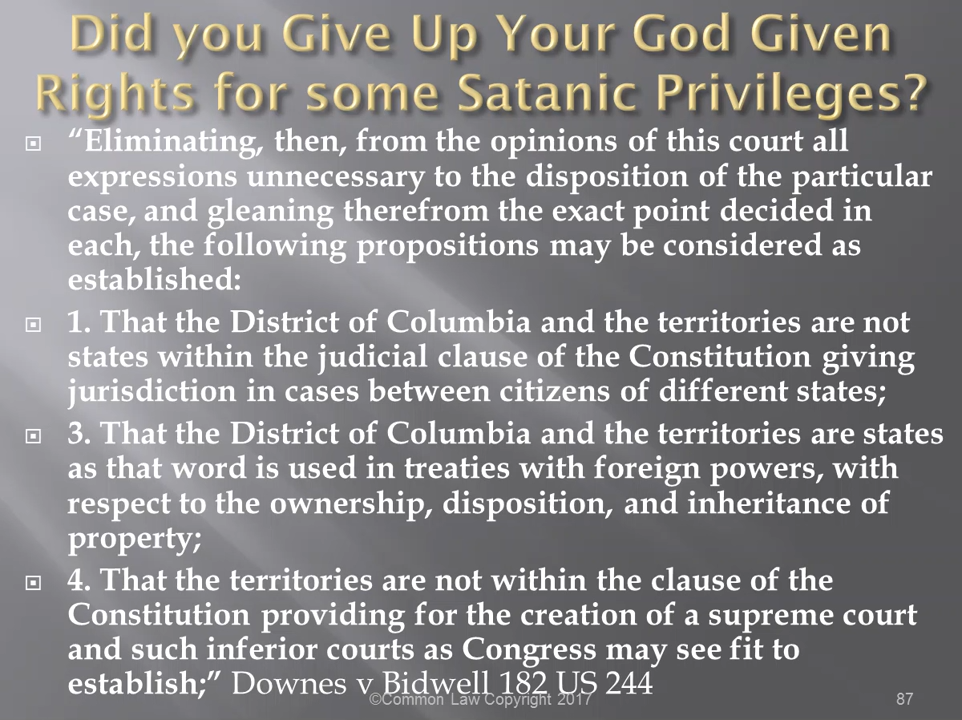 Did you Give Up Your God Given
Rights for some Satanic Privileges?
“Eliminating, then, from the opinions of this court all
expressions unnecessary to the disposition of the particular
case, and gleaning therefrom the exact point decided in
each, the following propositions may be considered as
established:
1. That the District of Columbia and the territories are not
states within the judicial clause of the Constitution giving
jurisdiction in cases between citizens of different states;
3. That the District of Columbia and the territories are states
as that word is used in treaties with foreign powers, with
respect to the ownership, disposition, and inheritance of
property;
4. That the territories are not within the clause of the
Constitution providing for the creation of a supreme court
and such inferior courts as Congress may see fit to
establish;” Downes v Bidwell 182 US 244
©Common Law Copyright 2017
87